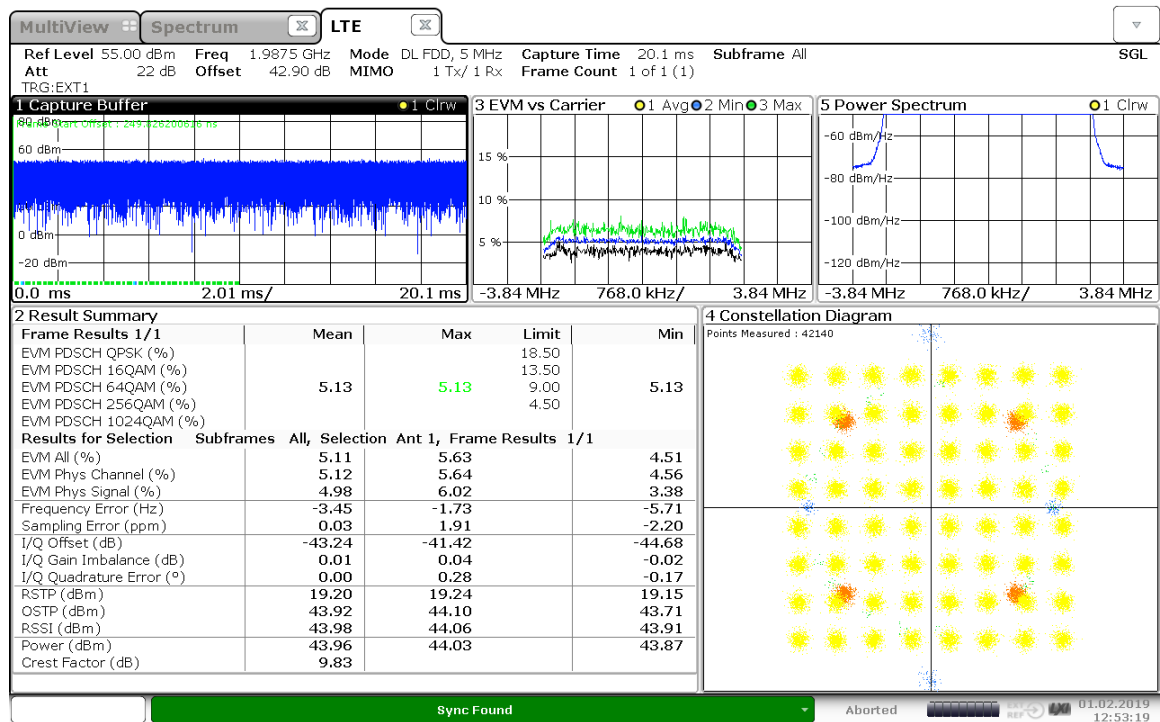 MultiView Spectrum X LTE X
Ref Level 55.00 dBm Freq 1.9875 GHz Mode DL FDD, 5 MHz Capture Time 20.1 ms Subframe All SGL
Att 22 dB Offset 42.90 dB MIMO 1 Tx/ 1 Rx Frame Count 1 of 1 (1)
TRG:EXT1
1 Capture Buffer 1 Clrw
80 dBm
Frame Start Offset :
60 dBm
0 dBm
-20 dBm
0.0 ms 2.01 ms/ 20.1 ms
3 EVM vs Carrier 1 Avg 2 Min 3 Max
15 %
10 %
5 %
-3.84 MHz 768.0 kHz/ 3.84 MHz
5 Power Spectrum 1 Clrw
-60 dBm/Hz
-80 dBm/Hz
-100 dBm/Hz
-120 dBm/Hz
-3.84 MHz 768.0 kHz/ 3.84 MHz
2 Result Summary
Frame Results 1/1 Mean Max Limit Min
EVM PDSCH QPSK (%) 18.50
EVM PDSCH 16QAM (%) 13.50
EVM PDSCH 64QAM (%) 5.13 5.13 9.00 5.13
EVM PDSCH 256QAM (%) 4.50
EVM PDSCH 1024QAM (%)
Results for Selection Subframes All, Selection Ant 1, Frame Results 1/1
EVM All (%) 5.11 5.63 4.51
EVM Phys Channel (%) 5.12 5.64 4.56
EVM Phys Signal (%) 4.98 6.02 3.38
Frequency Error (Hz) -3.45 -1.73 -5.71
Sampling Error (ppm) 0.03 1.91 -2.20
I/Q Offset (dB) -43.24 -41.42 -44.68
I/Q Gain Imbalance (dB) 0.01 0.04 -0.02
I/Q Quadrature Error (°) 0.00 0.28 -0.17
RSTP (dBm) 19.20 19.24 19.15
OSTP (dBm) 43.92 44.10 43.71
RSSI (dBm) 43.98 44.06 43.91
Power (dBm) 43.96 44.03 43.87
Crest Factor (dB) 9.83
4 Constellation Diagram
Points Measured : 42140
Sync Found
Aborted
EXT
REF
LXI
01.02.2019
12:53:19